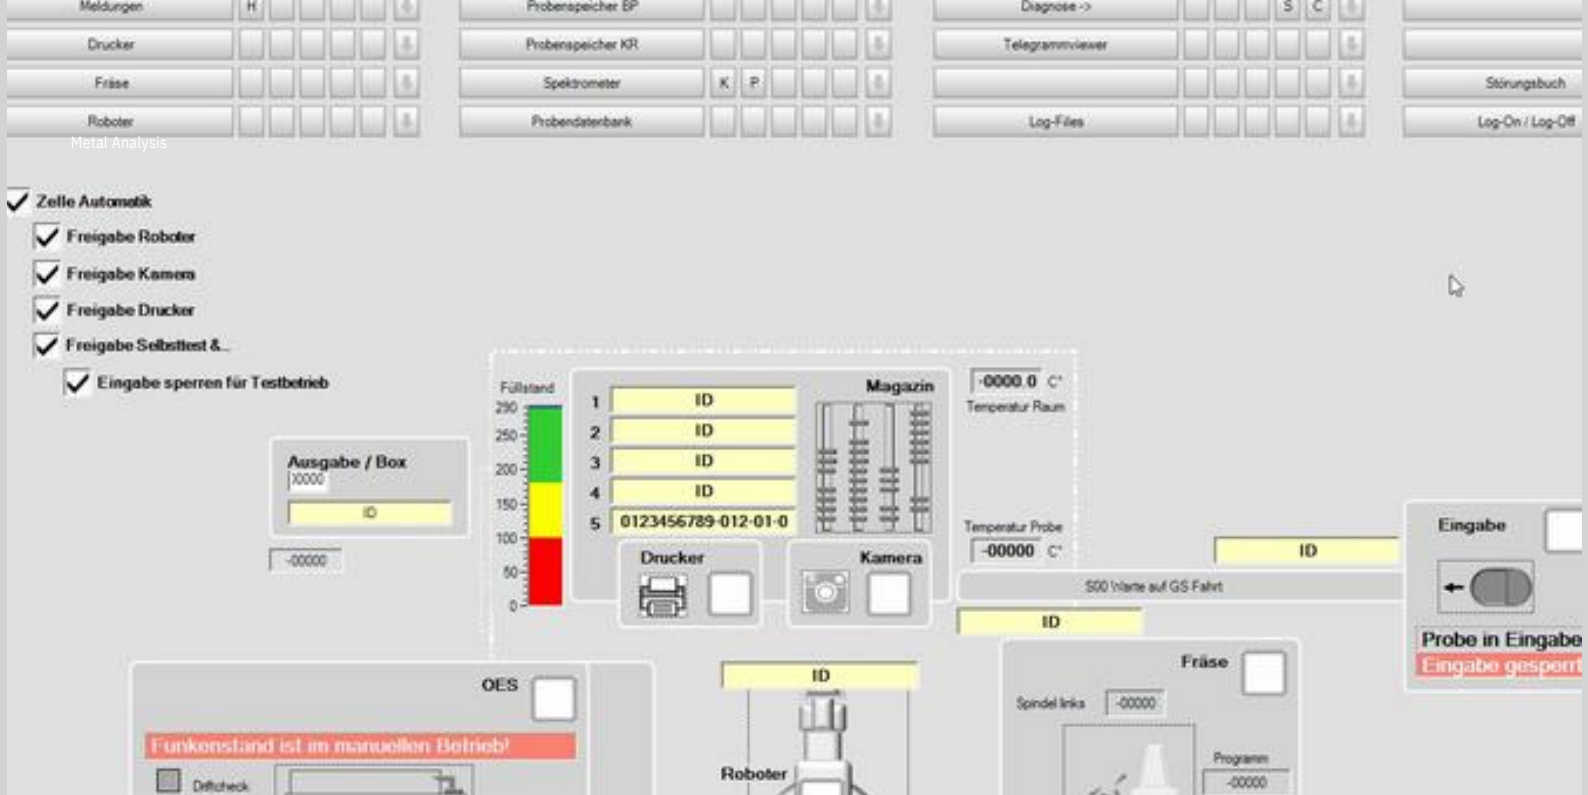 Meldungen H Probenspeicher BP Diagnose -> S C
Drucker Probenspeicher KR Telegrammviewer
Fräse Spektrometer K P Störungsbuch
Roboter Probendatenbank Log-Files Log-On / Log-Off
Metal Analysis
Zelle Automatik
Freigabe Roboter
Freigabe Kamera
Freigabe Drucker
Freigabe Selbsttest &..
Eingabe sperren für Testbetrieb
Ausgabe / Box
X0000
ID
-00000
Füllstand
290
250
200
150
100
50
0
1 ID
2 ID
3 ID
4 ID
5 0123456789-012-01-0
Magazin
Drucker
Kamera
-0000.0 C°
Temperatur Raum
Temperatur Probe
-00000 C°
ID
S00 Warte auf GS Fahrt
ID
Eingabe
Probe in Eingabe
Eingabe gesperrt
OES
Funkenstand ist im manuellen Betrieb!
Driftcheck
ID
Roboter
Fräse
Spindel links -00000
Programm
-00000